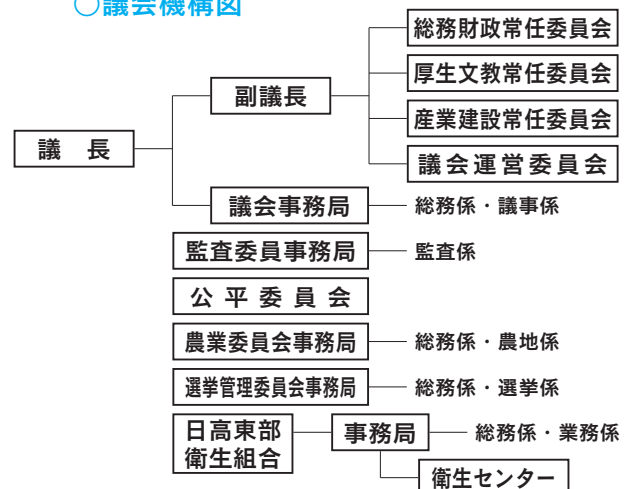 ○議会機構図
総務財政常任委員会
厚生文教常任委員会
副議長
産業建設常任委員会
議長
議会運営委員会
議会事務局 総務係・議事係
監査委員事務局 監査係
公平委員会
農業委員会事務局 総務係・農地係
選挙管理委員会事務局 総務係・選挙係
日高東部
衛生組合
事務局 総務係・業務係
衛生センター